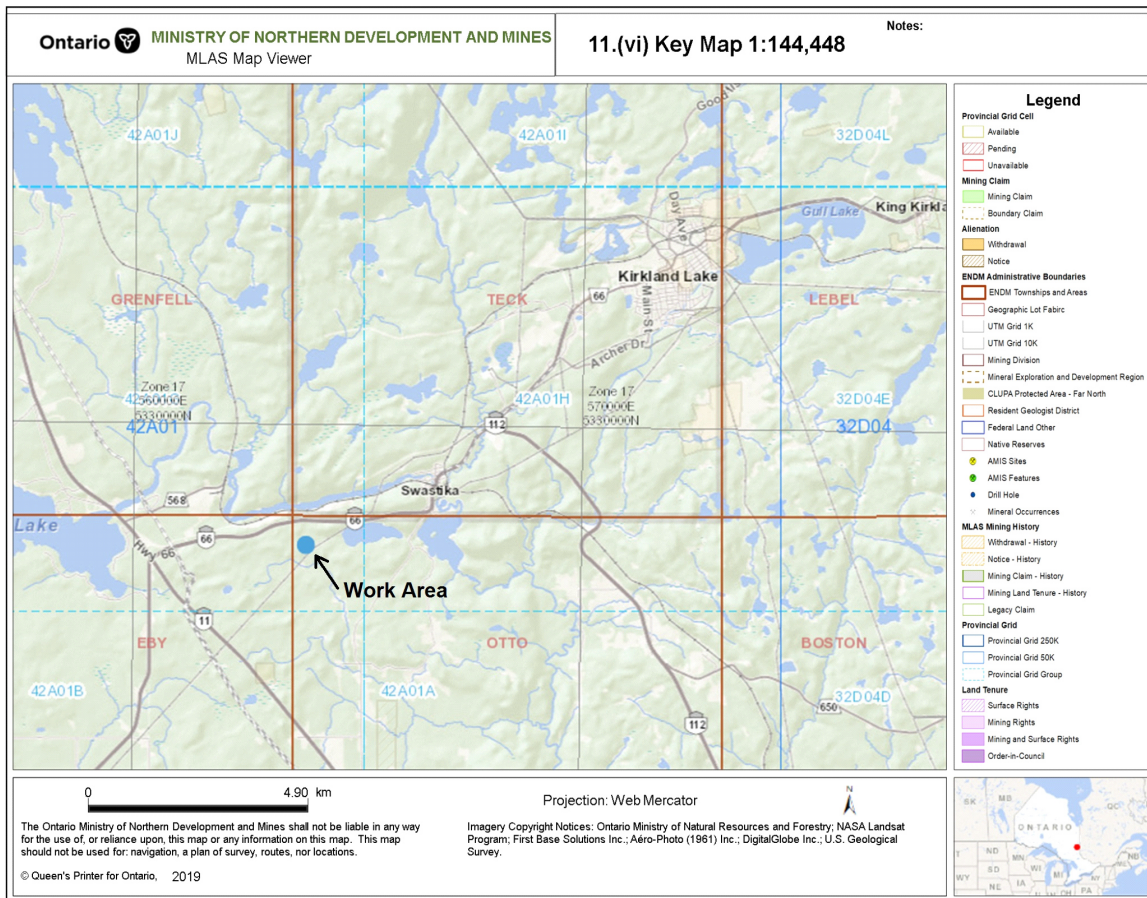 Ontario
MINISTRY OF NORTHERN DEVELOPMENT AND MINES
MLAS Map Viewer
11.(vi) Key Map 1:144,448
Notes:
42A01J
42A01I
32D04L
Day Ave
Gull Lake
King Kirkla
Kirkland Lake
GRENFELL
TECK
66
LEBEL
Main St
Archer Dr
Zone 17
560000E
5330000N
42A01
Zone 17
570000E
5330000N
42A01H
32D04E
32D04
112
Swastika
568
Lake
66
66
Hwy 66
Work Area
11
EBY
OTTO
BOSTON
42A01B
42A01A
32D04D
650
112
Legend
Provincial Grid Cell
Available
Pending
Unavailable
Mining Claim
Mining Claim
Boundary Claim
Alienation
Withdrawal
Notice
ENDM Administrative Boundaries
ENDM Townships and Areas
Geographic Lot Fabirc
UTM Grid 1K
UTM Grid 10K
Mining Division
Mineral Exploration and Development Region
CLUPA Protected Area - Far North
Resident Geologist District
Federal Land Other
Native Reserves
AMIS Sites
AMIS Features
Drill Hole
Mineral Occurrences
MLAS Mining History
Withdrawal - History
Notice - History
Mining Claim - History
Mining Land Tenure - History
Legacy Claim
Provincial Grid
Provincial Grid 250K
Provincial Grid 50K
Provincial Grid Group
Land Tenure
Surface Rights
Mining Rights
Mining and Surface Rights
Order-in-Council
0 4.90 km
The Ontario Ministry of Northern Development and Mines shall not be liable in any way
for the use of, or reliance upon, this map or any information on this map. This map
should not be used for: navigation, a plan of survey, routes, nor locations.
© Queen's Printer for Ontario, 2019
Projection: Web Mercator
N
Imagery Copyright Notices: Ontario Ministry of Natural Resources and Forestry; NASA Landsat
Program; First Base Solutions Inc.; Aéro-Photo (1961) Inc.; DigitalGlobe Inc.; U.S. Geological
Survey.
SK
MB
ONTARIO
QC
ND
MN
SD
WI
MI
WY
NE
IA
IN
OH
PA
NY